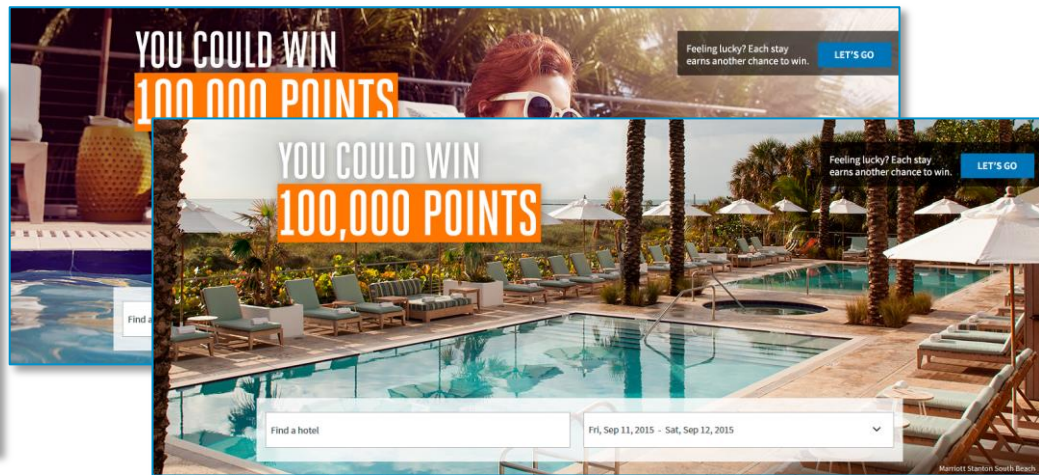 YOU COULD WIN
100,000 POINTS
Feeling lucky? Each stay
earns another chance to win.
LET'S GO
Find a
YOU COULD WIN
100,000 POINTS
Feeling lucky? Each stay
earns another chance to win.
LET'S GO
Find a hotel
Fri, Sep 11, 2015 - Sat, Sep 12, 2015
Marriott Stanton South Beach